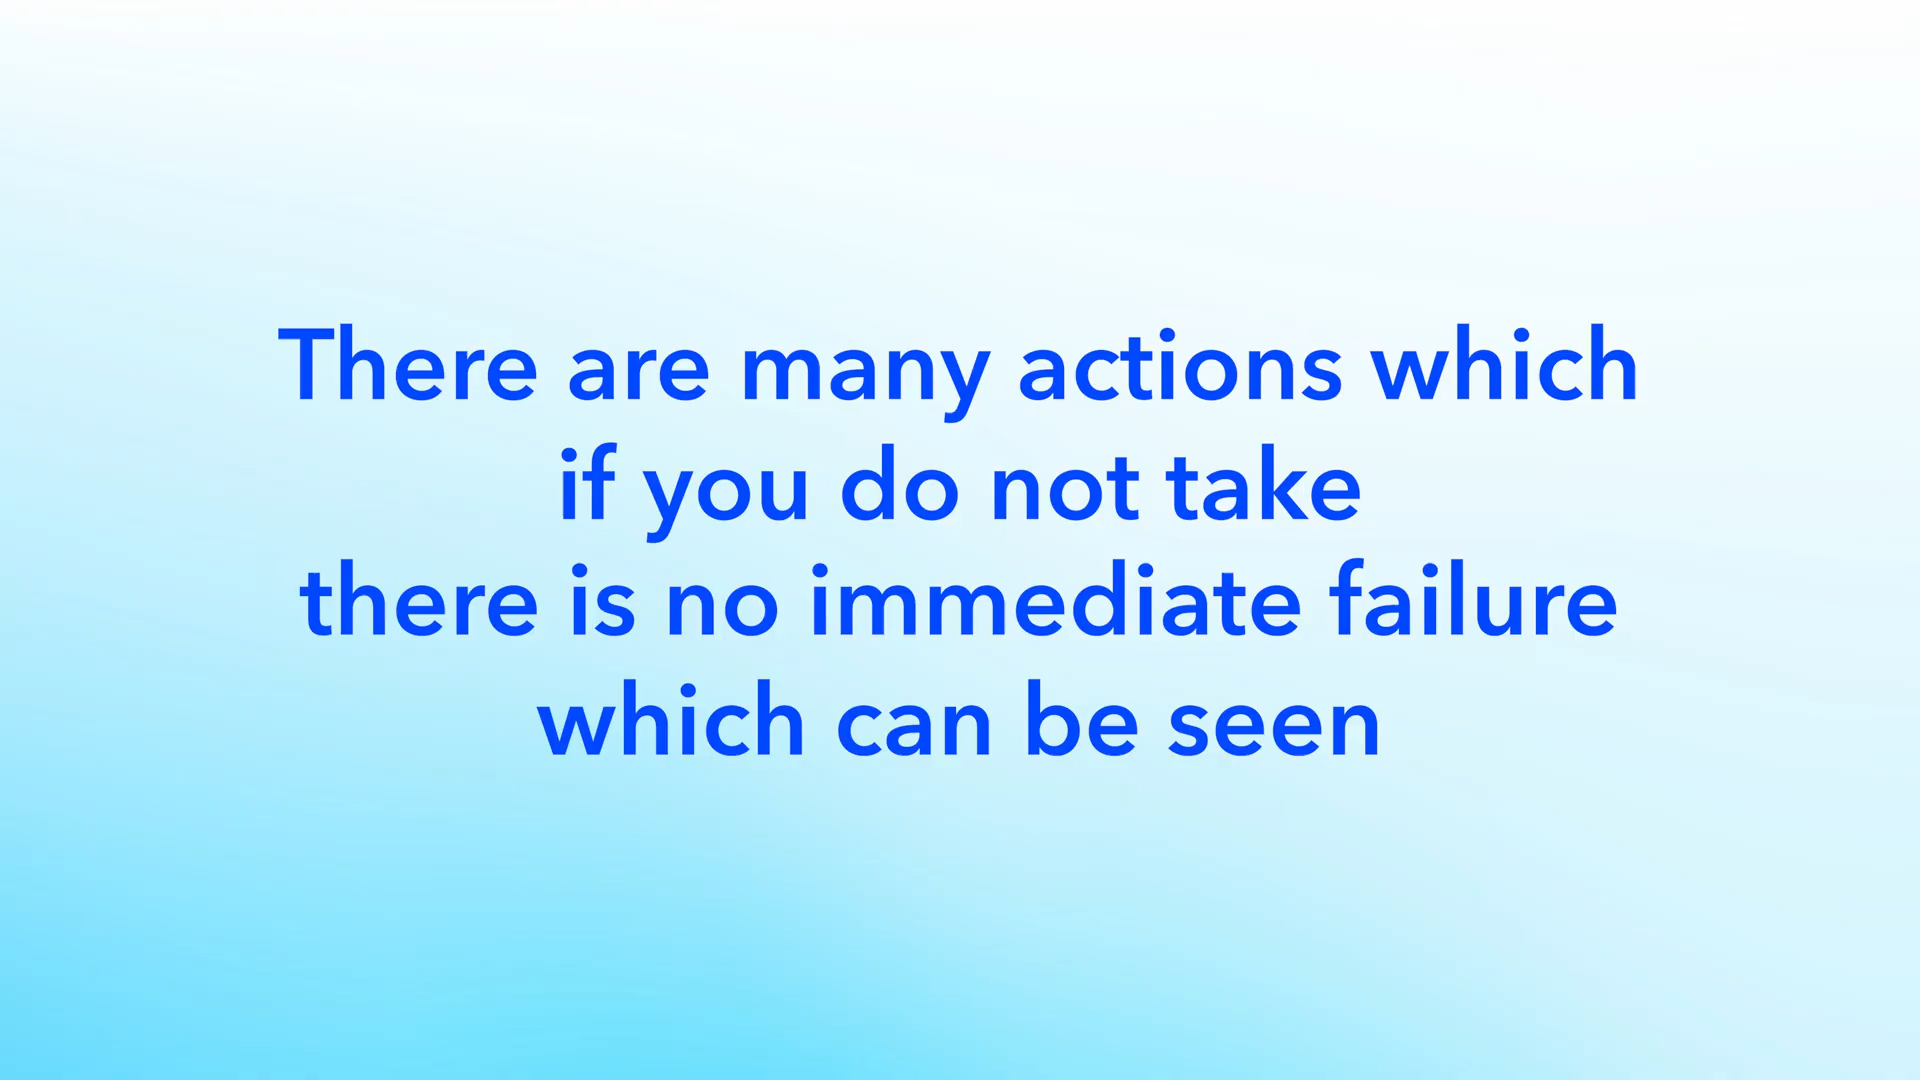 There are many actions which
if you do not take
there is no immediate failure
which can be seen